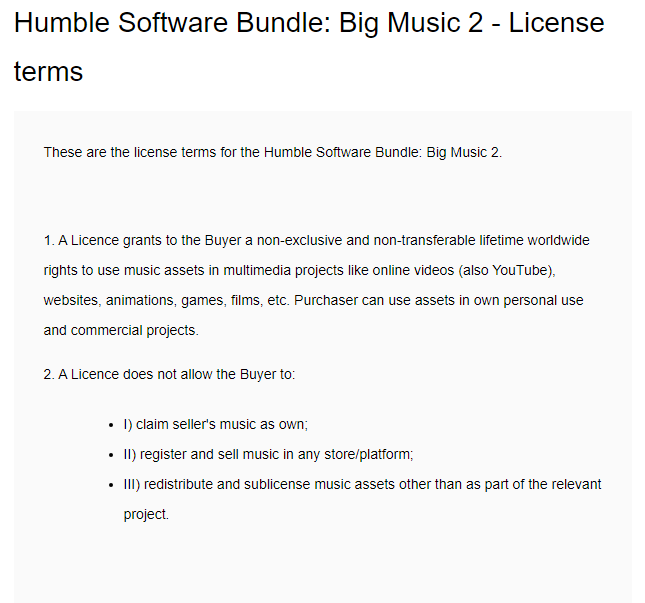 Humble Software Bundle: Big Music 2 - License
terms
These are the license terms for the Humble Software Bundle: Big Music 2.
1. A Licence grants to the Buyer a non-exclusive and non-transferable lifetime worldwide
rights to use music assets in multimedia projects like online videos (also YouTube),
websites, animations, games, films, etc. Purchaser can use assets in own personal use
and commercial projects.
2. A Licence does not allow the Buyer to:
• I) claim seller's music as own;
• II) register and sell music in any store/platform;
• III) redistribute and sublicense music assets other than as part of the relevant
project.